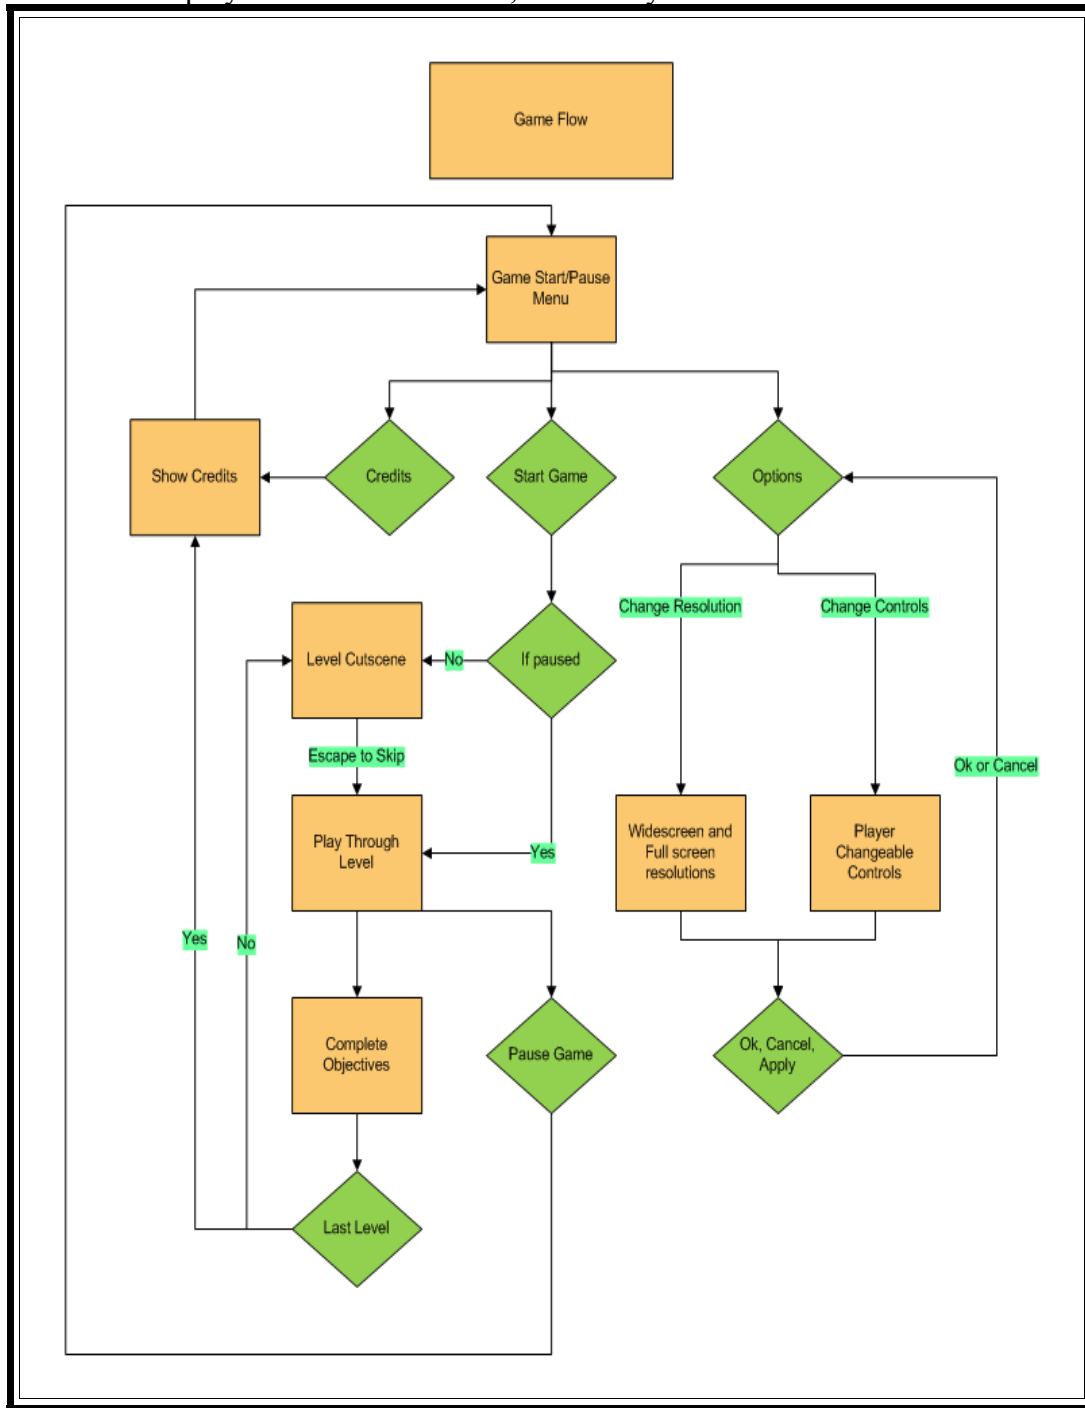 Game Flow
Game Start/Pause
Menu
Show Credits
Credits
Start Game
Options
Change Resolution
Change Controls
Level Cutscene
No
If paused
Escape to Skip
Ok or Cancel
Play Through
Level
Yes
Widescreen and
Full screen
resolutions
Player
Changeable
Controls
Yes
No
Complete
Objectives
Pause Game
Ok, Cancel,
Apply
Last Level